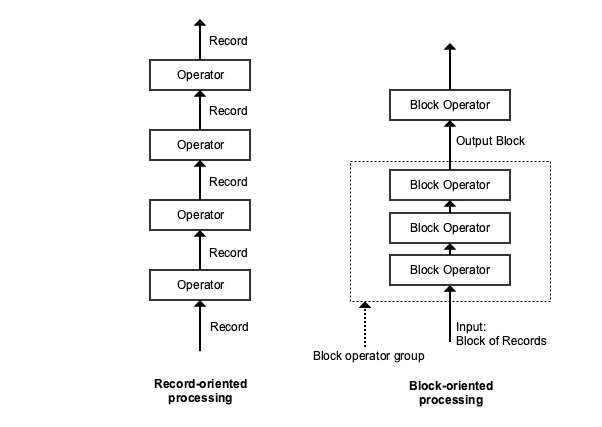 Record
Operator
Record
Operator
Record
Operator
Record
Operator
Record
Record-oriented
processing
Block Operator
Output Block
Block Operator
Block Operator
Block Operator
Input:
Block of Records
Block operator group
Block-oriented
processing